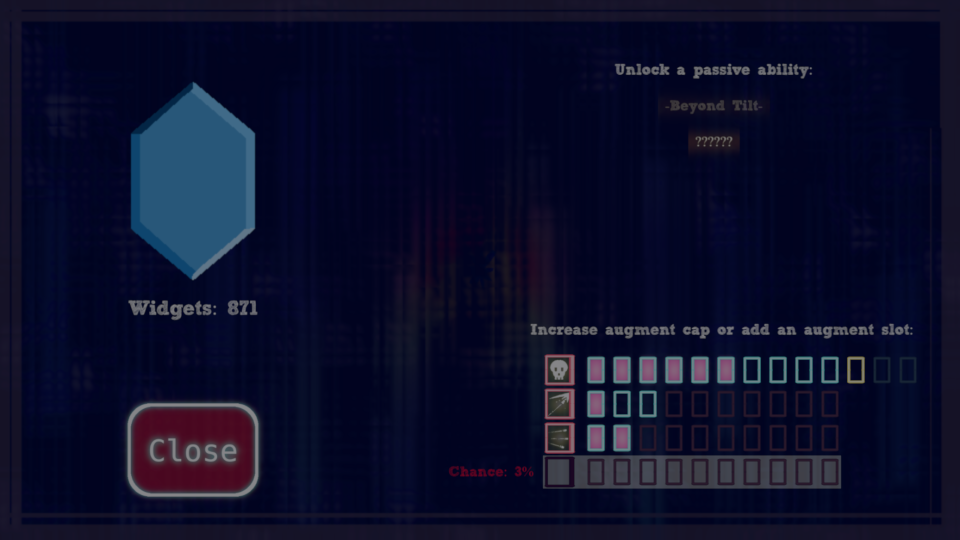 Unlock a passive ability:
-Beyond Tilt-
??????
Widgets: 871
Increase augment cap or add an augment slot:
Close
Chance: 3%